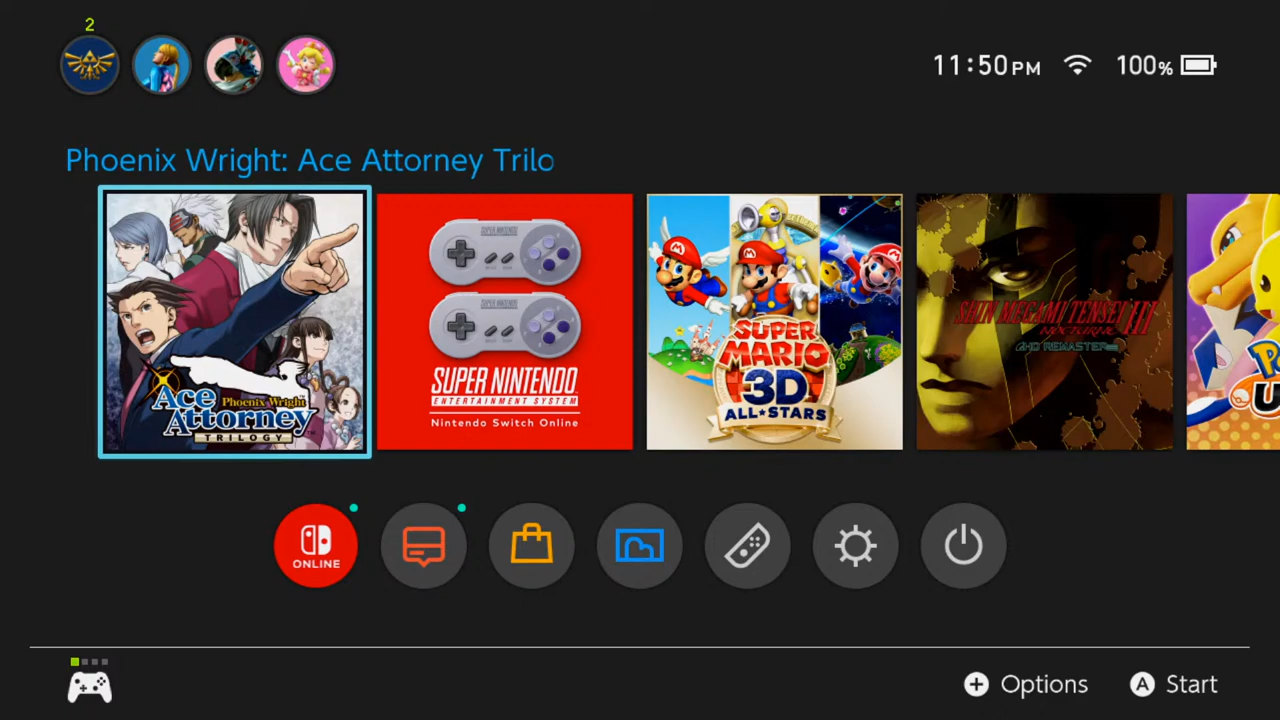 2
11:50PM
100%
Phoenix Wright: Ace Attorney Trilo
Phoenix Wright
Ace
Attorney
TRILOGY
SUPER NINTENDO
ENTERTAINMENT SYSTEM
Nintendo Switch Online
SUPER
MARIO
3D
ALL★STARS
SHIN MEGAMI TENSEI III
NOCTURNE
HD REMASTER
ONLINE
+ Options
A Start